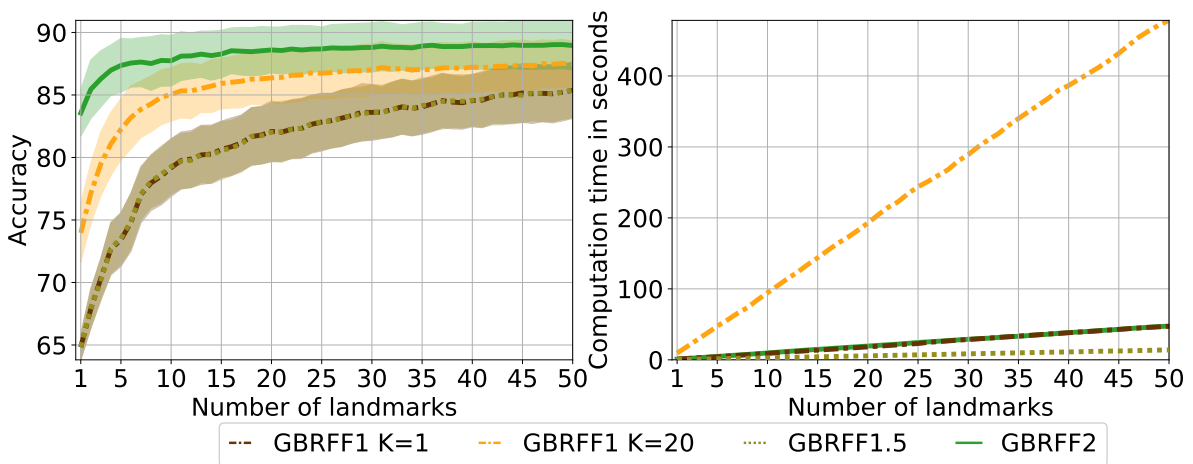 90
85
80
75
70
65
Accuracy
1 5 10 15 20 25 30 35 40 45 50
Number of landmarks
400
300
200
100
0
Computation time in seconds
1 5 10 15 20 25 30 35 40 45 50
Number of landmarks
GBRFF1 K=1 GBRFF1 K=20 GBRFF1.5 GBRFF2